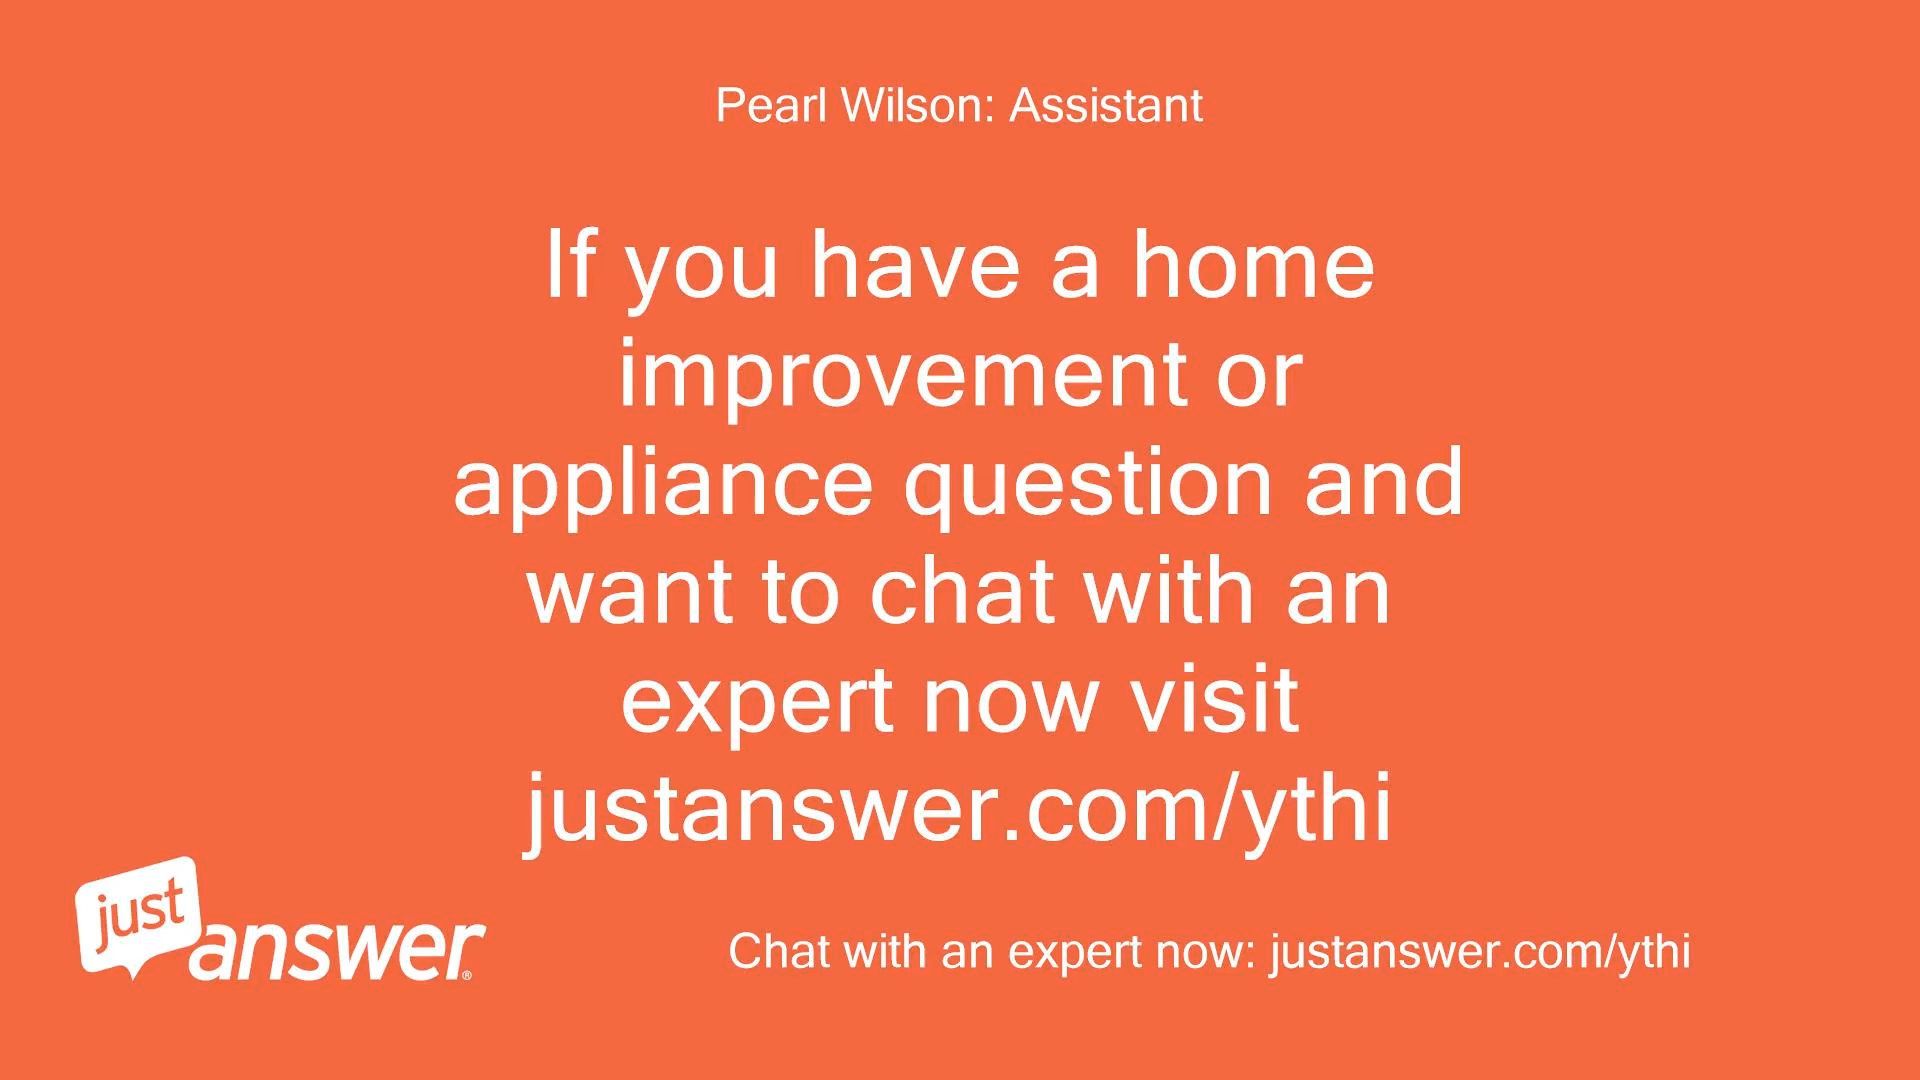 Pearl Wilson: Assistant
If you have a home
improvement or
appliance question and
want to chat with an
expert now visit
justanswer.com/ythi
just
answer®
Chat with an expert now: justanswer.com/ythi